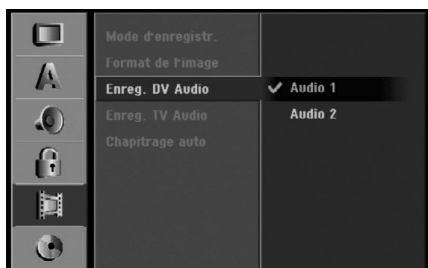 Mode d'enregistr.
Format de l'image
Enreg. DV Audio
✔ Audio 1
Enreg. TV Audio
Audio 2
Chapitrage auto